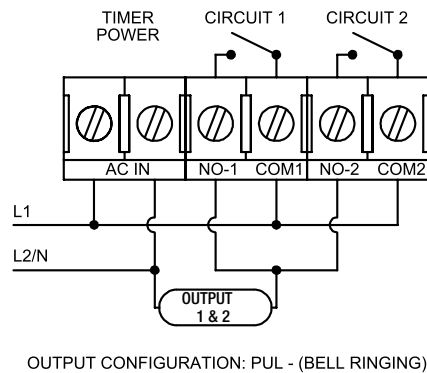 TIMER POWER
CIRCUIT 1
CIRCUIT 2
AC IN
NO-1
COM1
NO-2
COM2
L1
L2/N
OUTPUT
1 & 2
OUTPUT CONFIGURATION: PUL - (BELL RINGING)